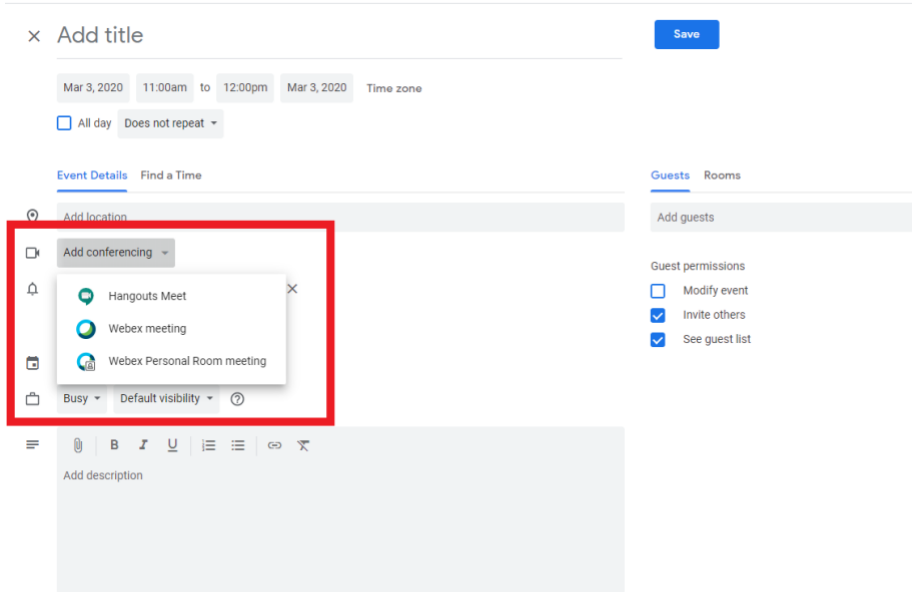 Add title
Save
Mar 3, 2020 11:00am to 12:00pm Mar 3, 2020 Time zone
All day Does not repeat
Event Details Find a Time
Guests Rooms
Add location
Add guests
Add conferencing
Guest permissions
Hangouts Meet
Modify event
Webex meeting
Invite others
Webex Personal Room meeting
See guest list
Busy Default visibility
B I U
Add description